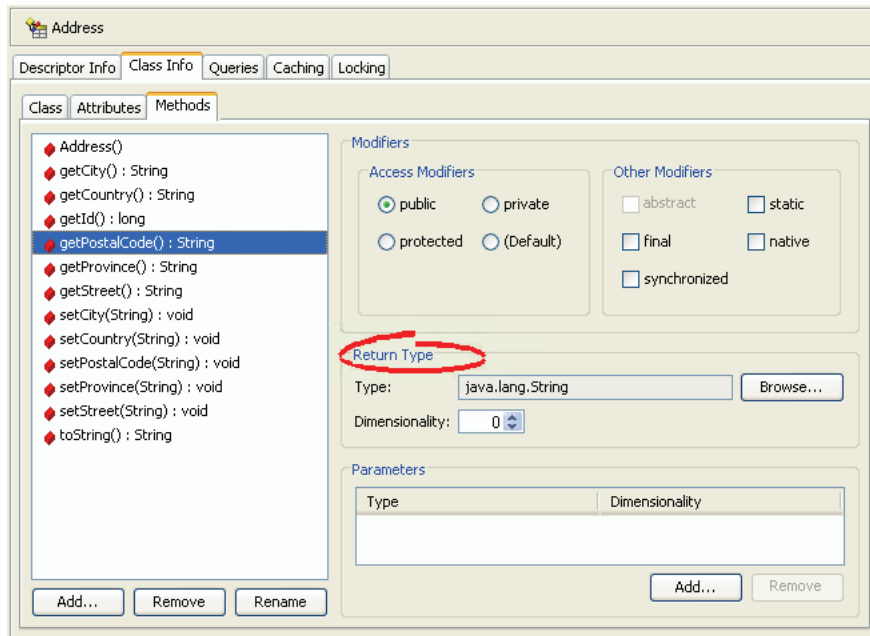 Address
Descriptor Info Class Info Queries Caching Locking
Class Attributes Methods
Address()
getCity() : String
getCountry() : String
getId() : long
getPostalCode() : String
getProvince() : String
getStreet() : String
setCity(String) : void
setCountry(String) : void
setPostalCode(String) : void
setProvince(String) : void
setStreet(String) : void
toString() : String
Add... Remove Rename
Modifiers
Access Modifiers
public private
protected (Default)
Other Modifiers
abstract static
final native
synchronized
Return Type
Type: java.lang.String Browse...
Dimensionality: 0
Parameters
Type Dimensionality
Add... Remove